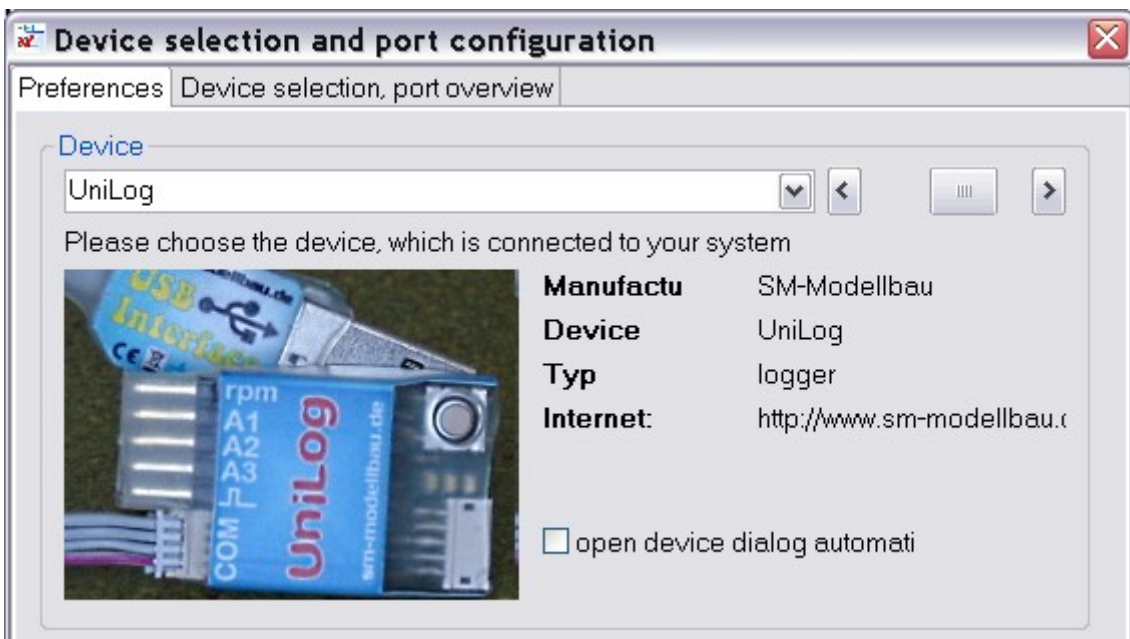 Device selection and port configuration
Preferences
Device selection, port overview
Device
UniLog
Please choose the device, which is connected to your system
Manufactu SM-Modellbau
Device UniLog
Typ logger
Internet: http://www.sm-modellbau.
open device dialog automati
USB
Interface
CE
rpm
A1
A2
A3
COM
UniLog
sm-modellbau.de